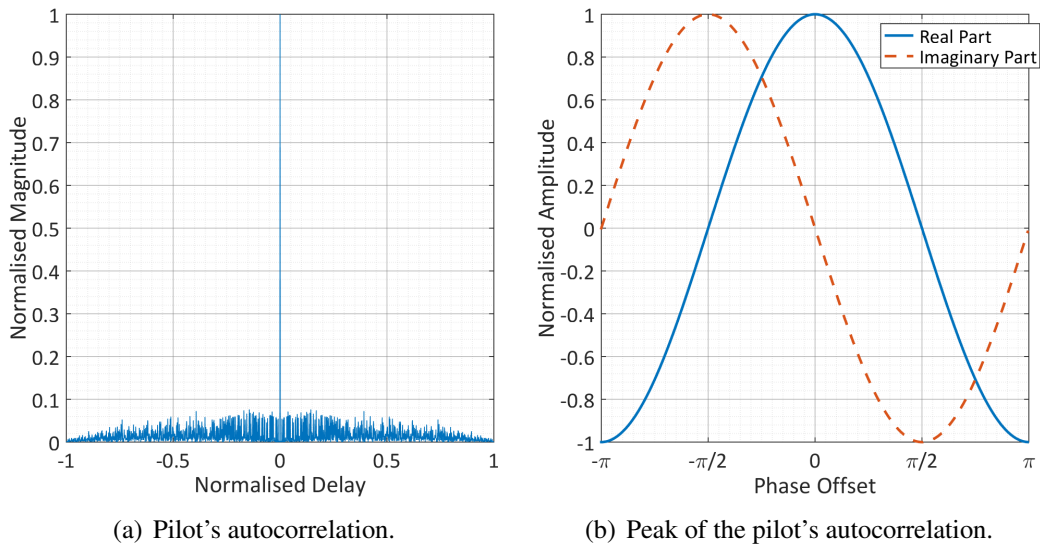 1
0.9
0.8
0.7
0.6
0.5
0.4
0.3
0.2
0.1
0
Normalised Magnitude
-1
-0.5
0
0.5
1
Normalised Delay
(a) Pilot's autocorrelation.
1
0.8
0.6
0.4
0.2
0
-0.2
-0.4
-0.6
-0.8
-1
Normalised Amplitude
Real Part
Imaginary Part
-π
-π/2
0
π/2
π
Phase Offset
(b) Peak of the pilot's autocorrelation.